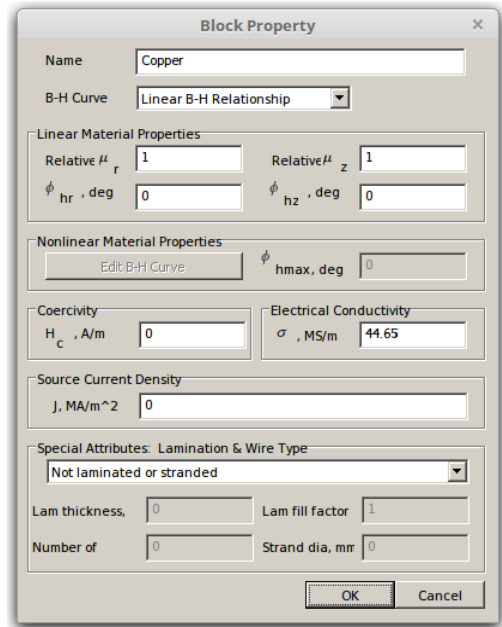 Block Property ×
Name Copper
B-H Curve Linear B-H Relationship
Linear Material Properties
Relative μ r 1 Relative μ z 1
ϕ hr , deg 0 ϕ hz , deg 0
Nonlinear Material Properties
Edit B-H Curve ϕ hmax, deg 0
Coercivity Electrical Conductivity
H c , A/m 0 σ , MS/m 44.65
Source Current Density
J, MA/m^2 0
Special Attributes: Lamination & Wire Type
Not laminated or stranded
Lam thickness, 0 Lam fill factor 1
Number of 0 Strand dia, mm 0
OK Cancel